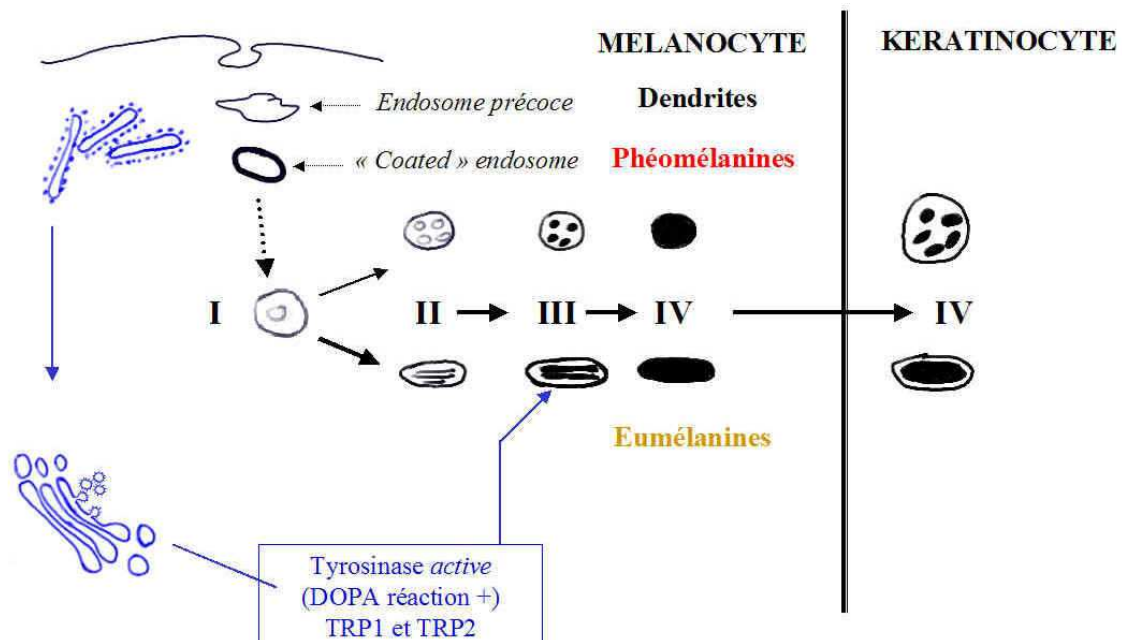 MELANOCYTE
KERATINOCYTE
Endosome précoce
Dendrites
« Coated » endosome
Phéomélanines
I
II
III
IV
IV
Eumélanines
Tyrosinase active
(DOPA réaction +)
TRP1 et TRP2